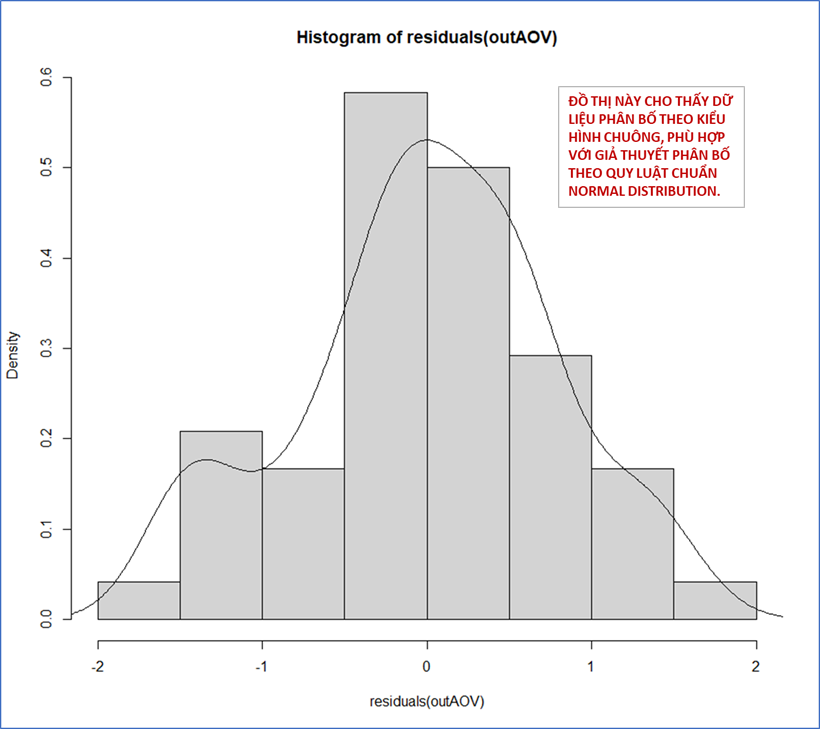 Histogram of residuals(outAOV)
ĐỒ THỊ NÀY CHO THẤY DỮ
LIỆU PHÂN BỐ THEO KIỂU
HÌNH CHUÔNG, PHÙ HỢP
VỚI GIẢ THUYẾT PHÂN BỐ
THEO QUY LUẬT CHUẨN
NORMAL DISTRIBUTION.
0.6
0.5
0.4
0.3
0.2
0.1
0.0
Density
-2 -1 0 1 2
residuals(outAOV)